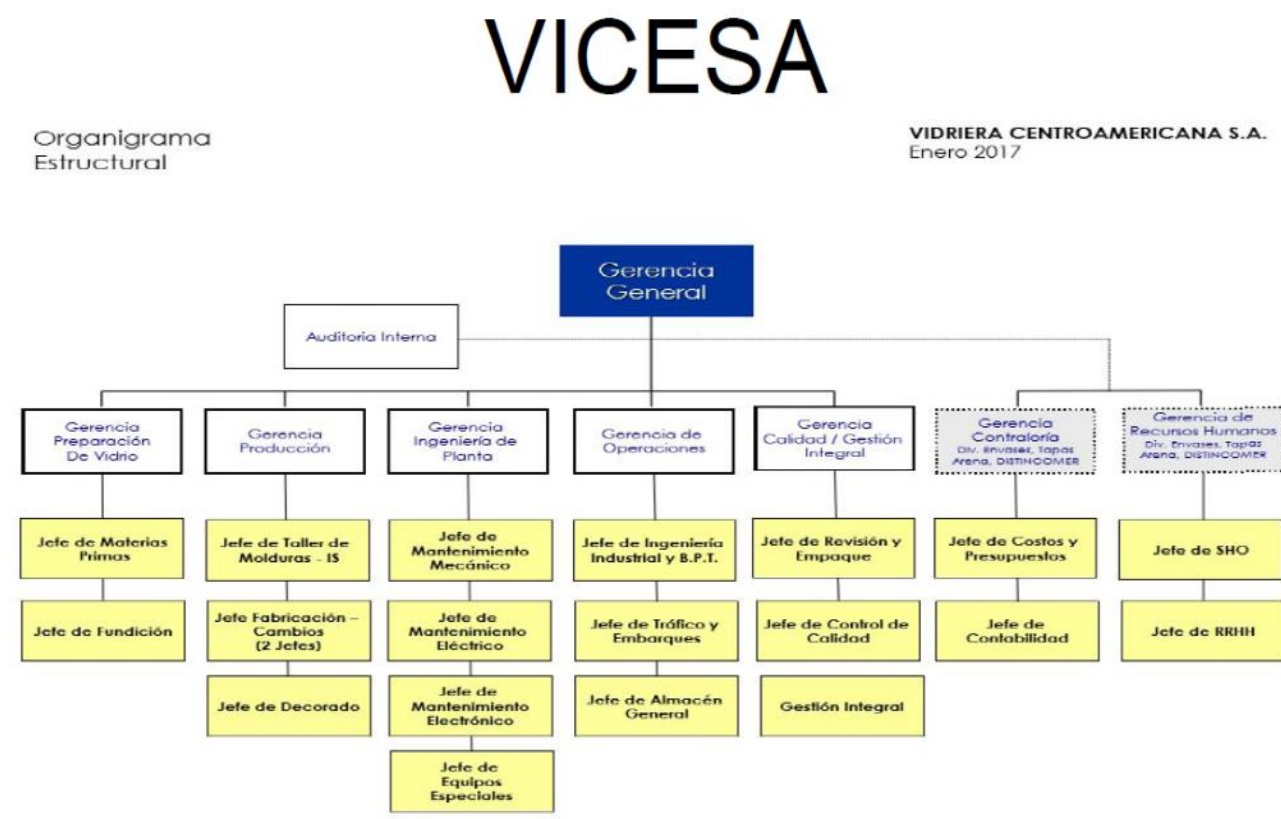 VICESA
Organigrama
Estructural
VIDRIERA CENTROAMERICANA S.A.
Enero 2017
Gerencia
General
Auditoria Interna
Gerencia
Preparación
De Vidrio
Gerencia
Producción
Gerencia
Ingeniería de
Planta
Gerencia de
Operaciones
Gerencia
Calidad / Gestión
Integral
Gerencia
Contraloría
Div. Envases, Tapas
Arena, DISTINCOMER
Gerencia de
Recursos Humanos
Div. Envases, Tapas
Arena, DISTINCOMER
Jefe de Materias
Primas
Jefe de Taller de
Molduras - IS
Jefe de
Mantenimiento
Mecánico
Jefe de Ingeniería
Industrial y B.P.T.
Jefe de Revisión y
Empaque
Jefe de Costos y
Presupuestos
Jefe de SHO
Jefe de Fundición
Jefe Fabricación –
Cambios
(2 Jefes)
Jefe de
Mantenimiento
Eléctrico
Jefe de Tráfico y
Embarques
Jefe de Control de
Calidad
Jefe de
Contabilidad
Jefe de RRHH
Jefe de Decorado
Jefe de
Mantenimiento
Electrónico
Jefe de Almacén
General
Gestión Integral
Jefe de
Equipos
Especiales